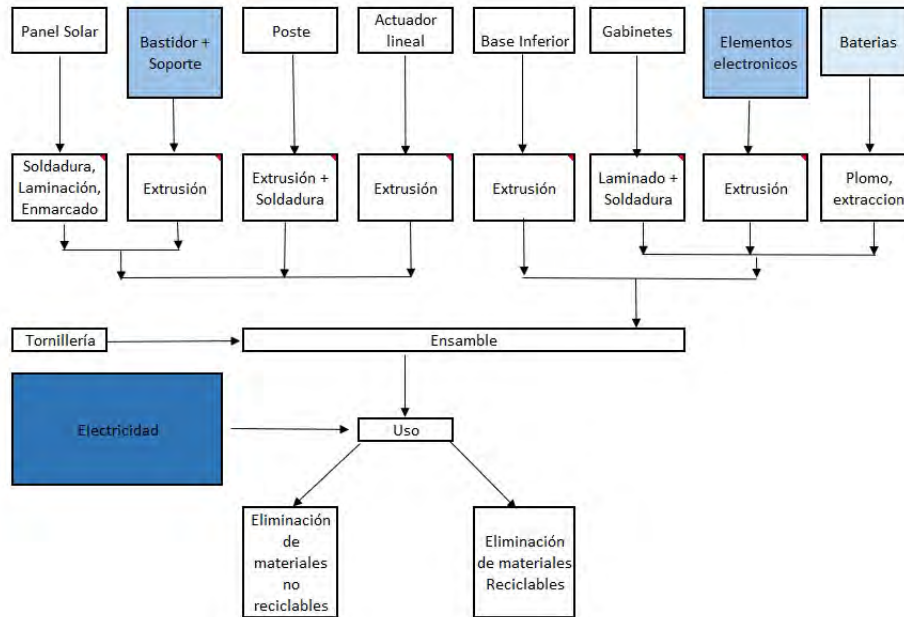 Panel Solar
Bastidor +
Soporte
Poste
Actuador
lineal
Base Inferior
Gabinetes
Elementos
electronicos
Baterias
Soldadura,
Laminación,
Enmarcado
Extrusión
Extrusión +
Soldadura
Extrusión
Extrusión
Laminado +
Soldadura
Extrusión
Plomo,
extraccion
Tornillería
Ensamble
Electricidad
Uso
Eliminación
de
materiales
no
reciclables
Eliminación
de materiales
Reciclables